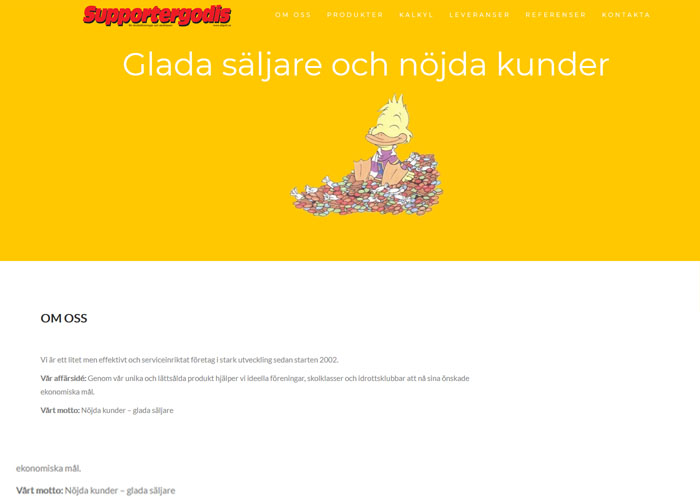 Supportergodis
OM OSS PRODUKTER KALKYL LEVERANSER REFERENSER KONTAKTA
Glada säljare och nöjda kunder
OM OSS
Vi är ett litet men effektivt och serviceinriktat företag i stark utveckling sedan starten 2002.
Vår affärsidé: Genom vår unika och lättsålda produkt hjälper vi ideella föreningar, skolklasser och idrottsklubbar att nå sina önskade
ekonomiska mål.
Vårt motto: Nöjda kunder – glada säljare
ekonomiska mål.
Vårt motto: Nöjda kunder – glada säljare